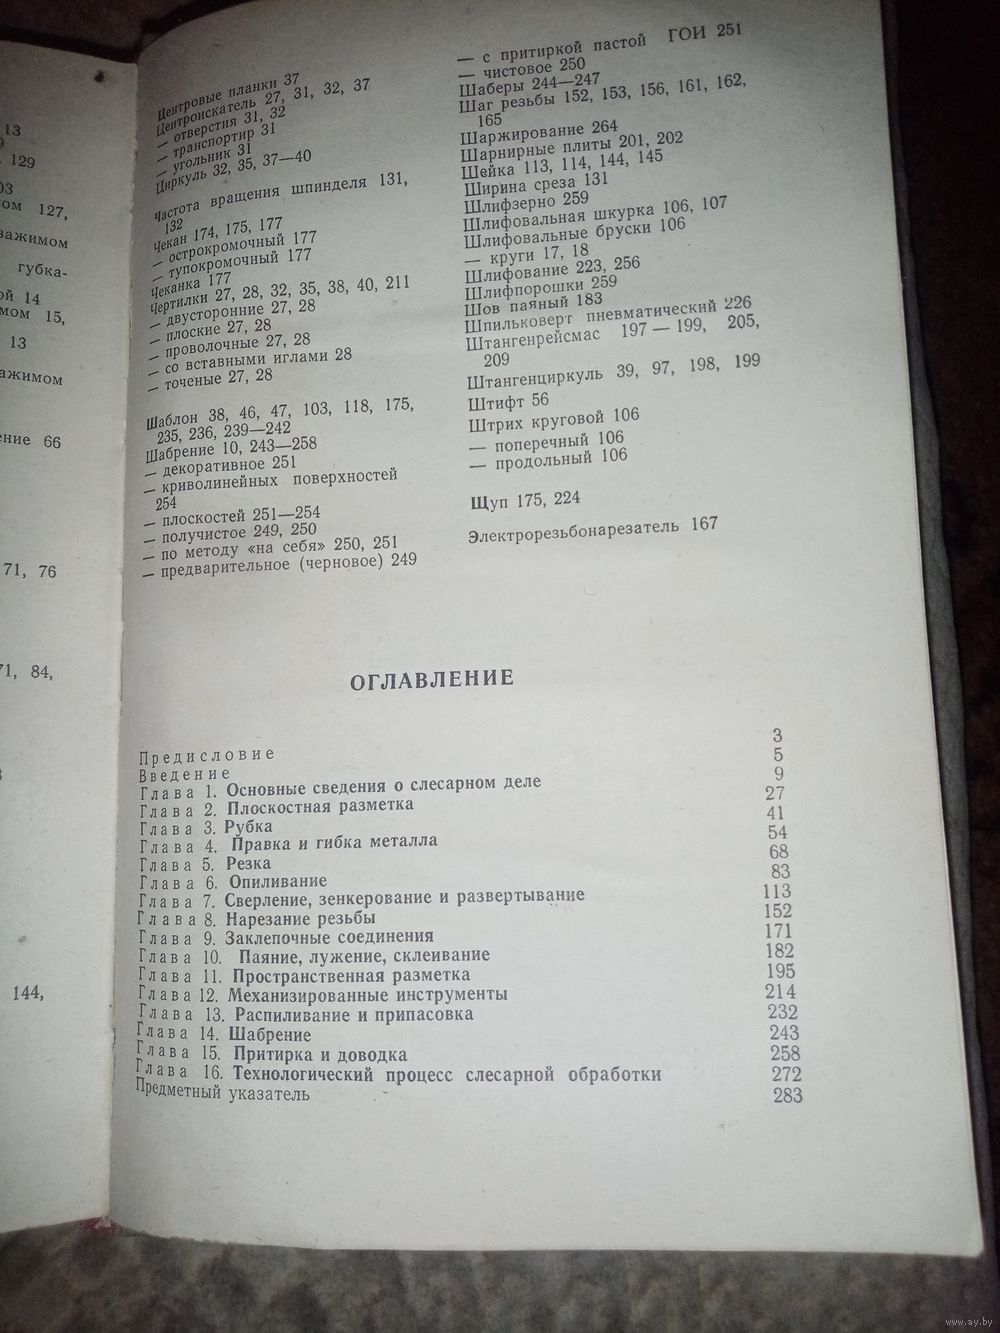 13
129
ом 127,
зажимом
губка-
ой 14
мом 15,
13
ажимом
ение 66
71, 76
71, 84,
144,
Центровые планки 37
Центроискатель 27, 31, 32, 37
— отверстия 31, 32
— транспортир 31
— угольник 31
Циркуль 32, 35, 37—40
Частота вращения шпинделя 131,
132
Чекан 174, 175, 177
— острокромочный 177
— тупокромочный 177
Чеканка 177
Чертилки 27, 28, 32, 35, 38, 40, 211
— двусторонние 27, 28
— плоские 27, 28
— проволочные 27, 28
— со вставными иглами 28
— точеные 27, 28
Шаблон 38, 46, 47, 103, 118, 175,
235, 236, 239—242
Шабрение 10, 243—258
— декоративное 251
— криволинейных поверхностей
254
— плоскостей 251—254
— получистое 249, 250
— по методу «на себя» 250, 251
— предварительное (черновое) 249
— с притиркой пастой ГОИ 251
— чистовое 250
Шаберы 244—247
Шаг резьбы 152, 153, 156, 161, 162,
165
Шаржирование 264
Шарнирные плиты 201, 202
Шейка 113, 114, 144, 145
Ширина среза 131
Шлифзерно 259
Шлифовальная шкурка 106, 107
Шлифовальные бруски 106
— круги 17, 18
Шлифование 223, 256
Шлифпорошки 259
Шов паяный 183
Шпильковерт пневматический 226
Штангенрейсмас 197 — 199, 205,
209
Штангенциркуль 39, 97, 198, 199
Штифт 56
Штрих круговой 106
— поперечный 106
— продольный 106
Щуп 175, 224
Электрорезьбонарезатель 167
ОГЛАВЛЕНИЕ
Предисловие 3
Введение 5
Глава 1. Основные сведения о слесарном деле 9
Глава 2. Плоскостная разметка 27
Глава 3. Рубка 41
Глава 4. Правка и гибка металла 54
Глава 5. Резка 68
Глава 6. Опиливание 83
Глава 7. Сверление, зенкерование и развертывание 113
Глава 8. Нарезание резьбы 152
Глава 9. Заклепочные соединения 171
Глава 10. Паяние, лужение, склеивание 182
Глава 11. Пространственная разметка 195
Глава 12. Механизированные инструменты 214
Глава 13. Распиливание и припасовка 232
Глава 14. Шабрение 243
Глава 15. Притирка и доводка 258
Глава 16. Технологический процесс слесарной обработки 272
Предметный указатель 283
www.ay.by